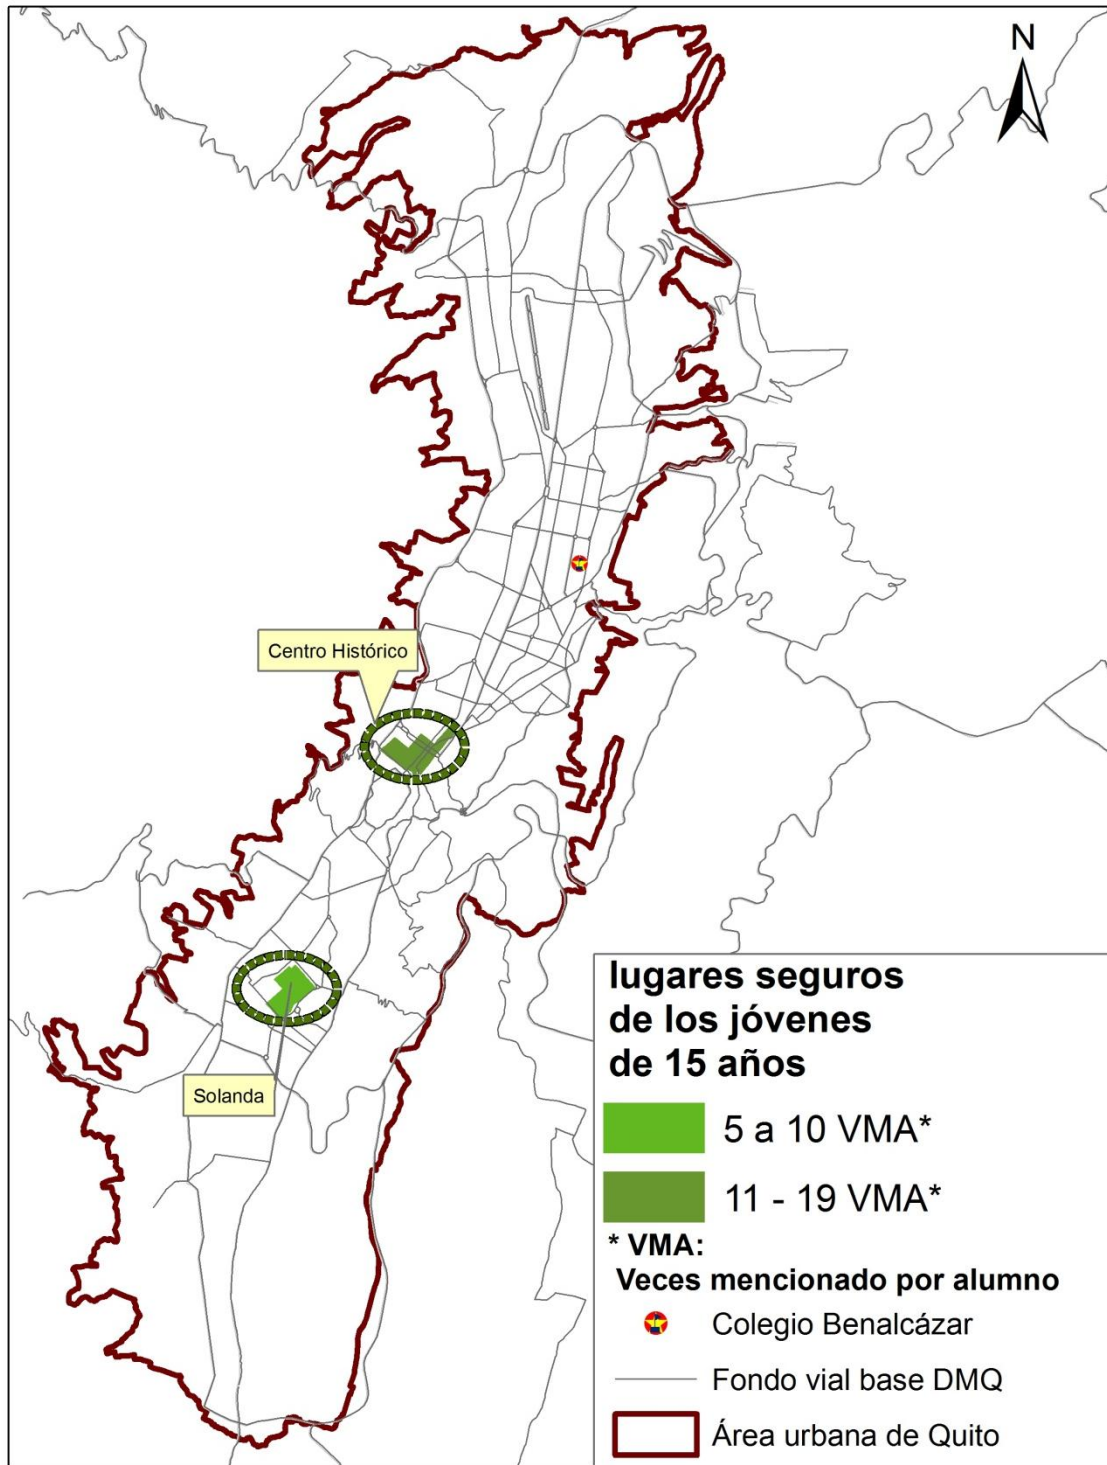 N
Centro Histórico
Solanda
lugares seguros
de los jóvenes
de 15 años
5 a 10 VMA*
11 - 19 VMA*
* VMA:
Veces mencionado por alumno
Colegio Benalcázar
Fondo vial base DMQ
Área urbana de Quito